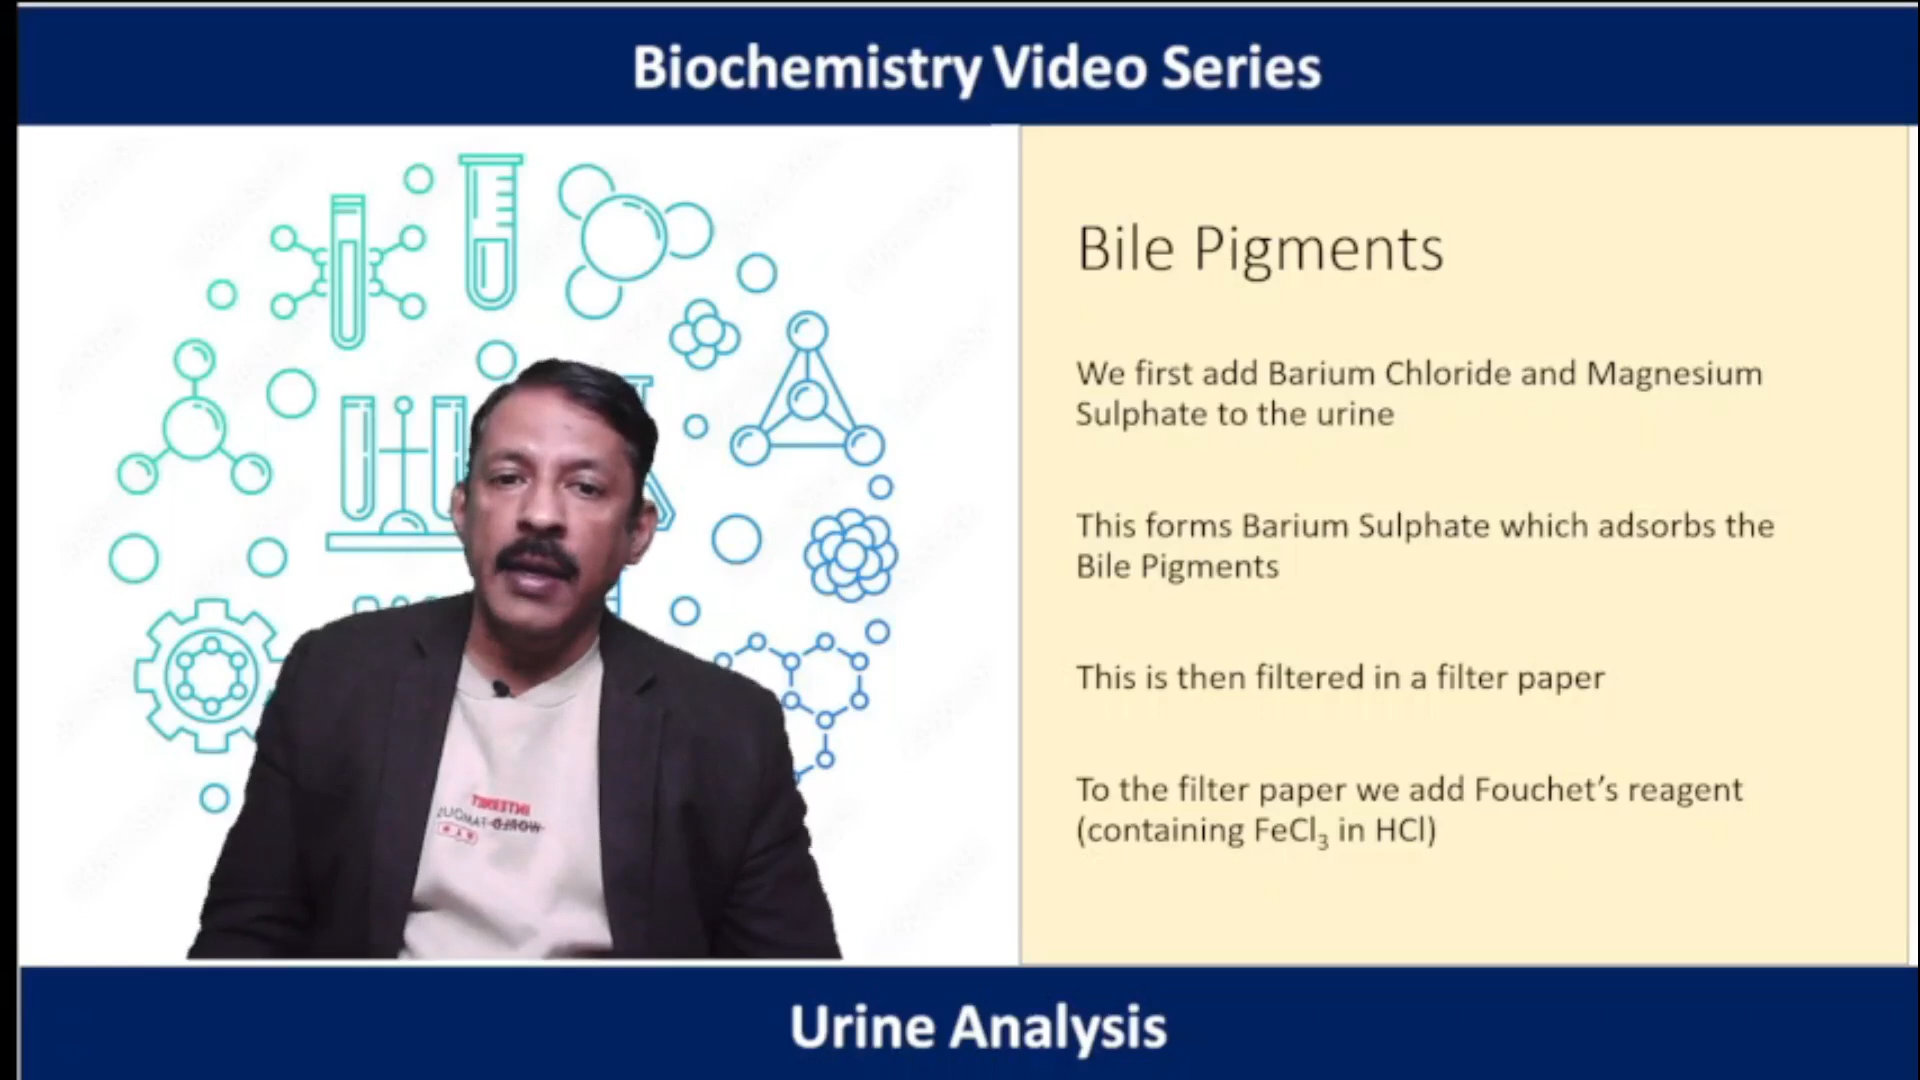 Biochemistry Video Series
Bile Pigments
We first add Barium Chloride and Magnesium
Sulphate to the urine
This forms Barium Sulphate which adsorbs the
Bile Pigments
This is then filtered in a filter paper
To the filter paper we add Fouchet’s reagent
(containing FeCl₃ in HCl)
INTEREHT
WORLD
Urine Analysis